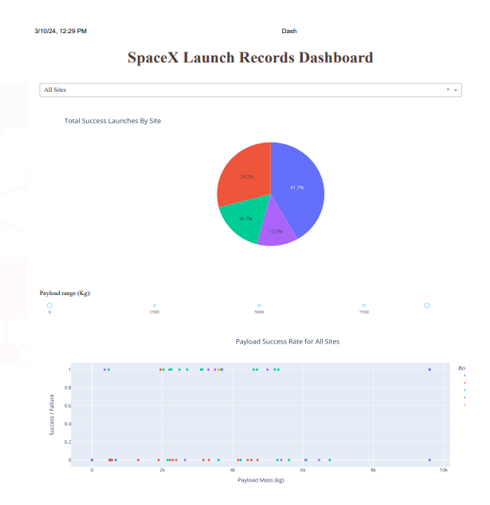 3/10/24, 12:29 PM Dash
SpaceX Launch Records Dashboard
All Sites
Total Success Launches By Site
41.7%
29.2%
16.7%
12.5%
Payload range (Kg):
0 2500 5000 7500
Payload Success Rate for All Sites
Bo
1
0.8
0.6
0.4
0.2
0
Success / Failure
0 2k 4k 6k 8k 10k
Payload Mass (kg)